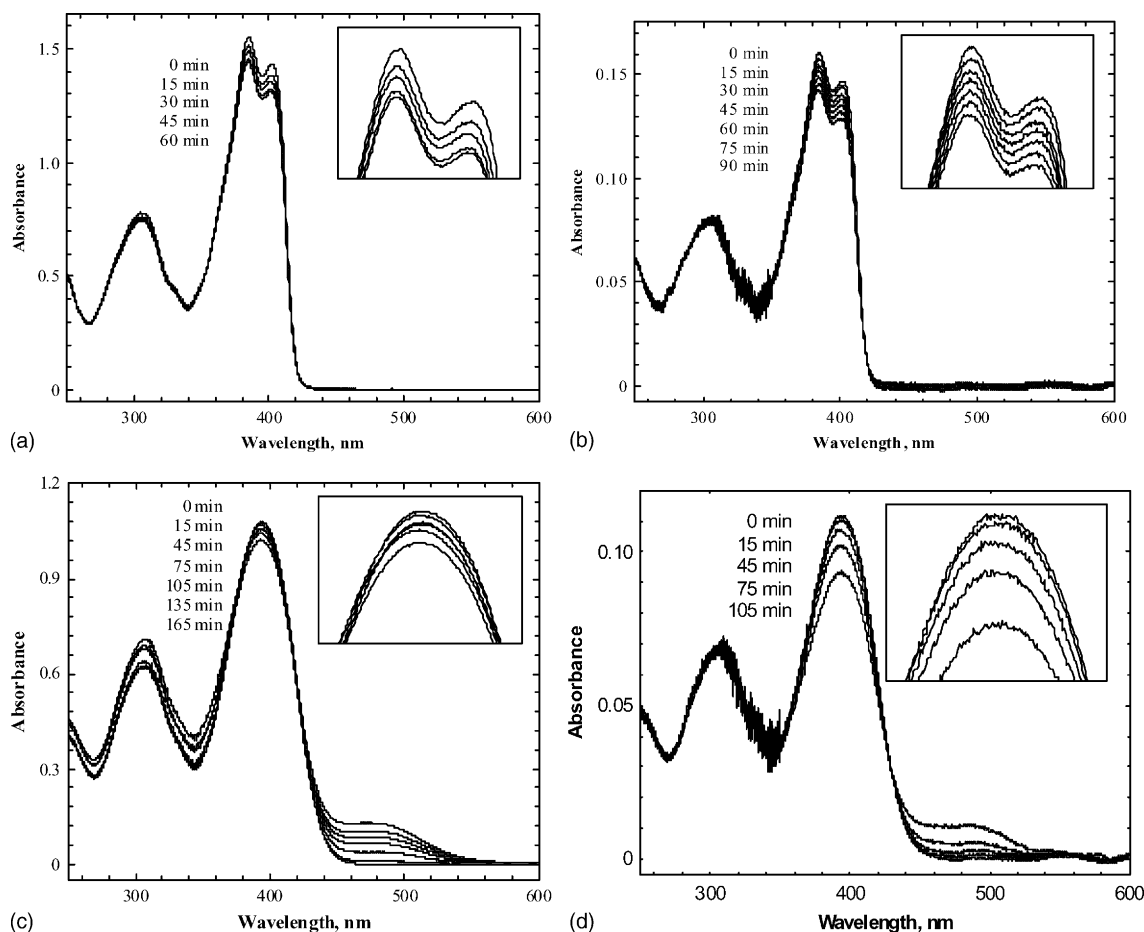 1.5
1.0
0.5
0
Absorbance
0 min
15 min
30 min
45 min
60 min
300
400
500
600
Wavelength, nm
(a)
0.15
0.10
0.05
0
Absorbance
0 min
15 min
30 min
45 min
60 min
75 min
90 min
300
400
500
600
Wavelength, nm
(b)
1.2
0.9
0.6
0.3
0
Absorbance
0 min
15 min
45 min
75 min
105 min
135 min
165 min
300
400
500
600
Wavelength, nm
(c)
0.10
0.05
0
Absorbance
0 min
15 min
45 min
75 min
105 min
300
400
500
600
Wavelength, nm
(d)